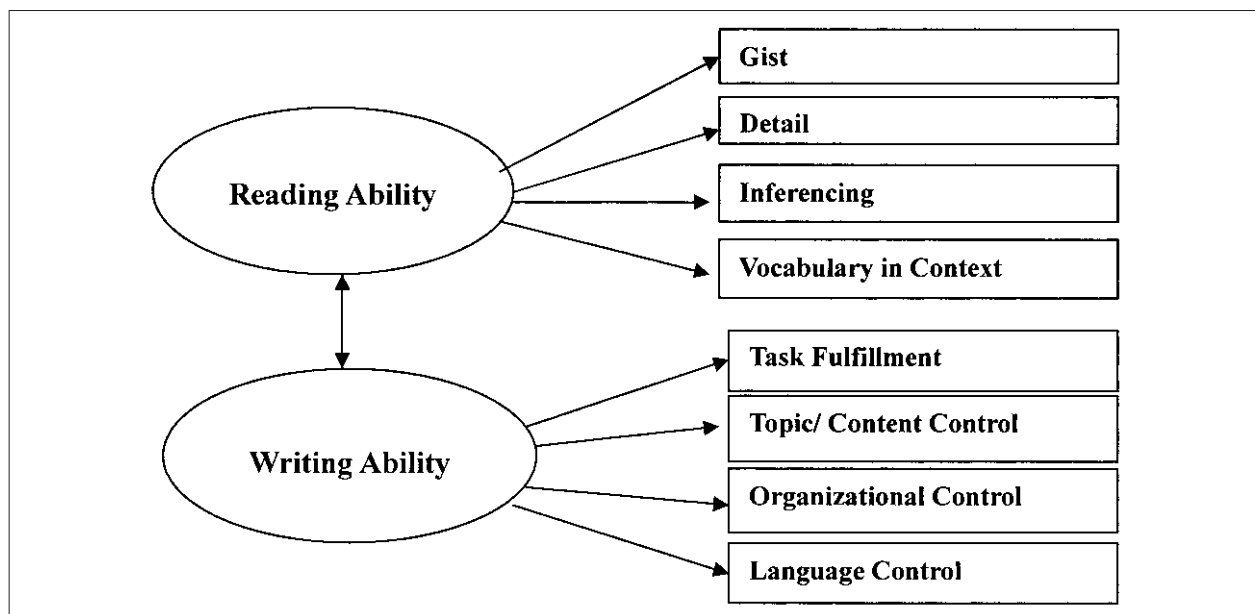 Gist
Detail
Reading Ability
Inferencing
Vocabulary in Context
Task Fulfillment
Topic/ Content Control
Writing Ability
Organizational Control
Language Control